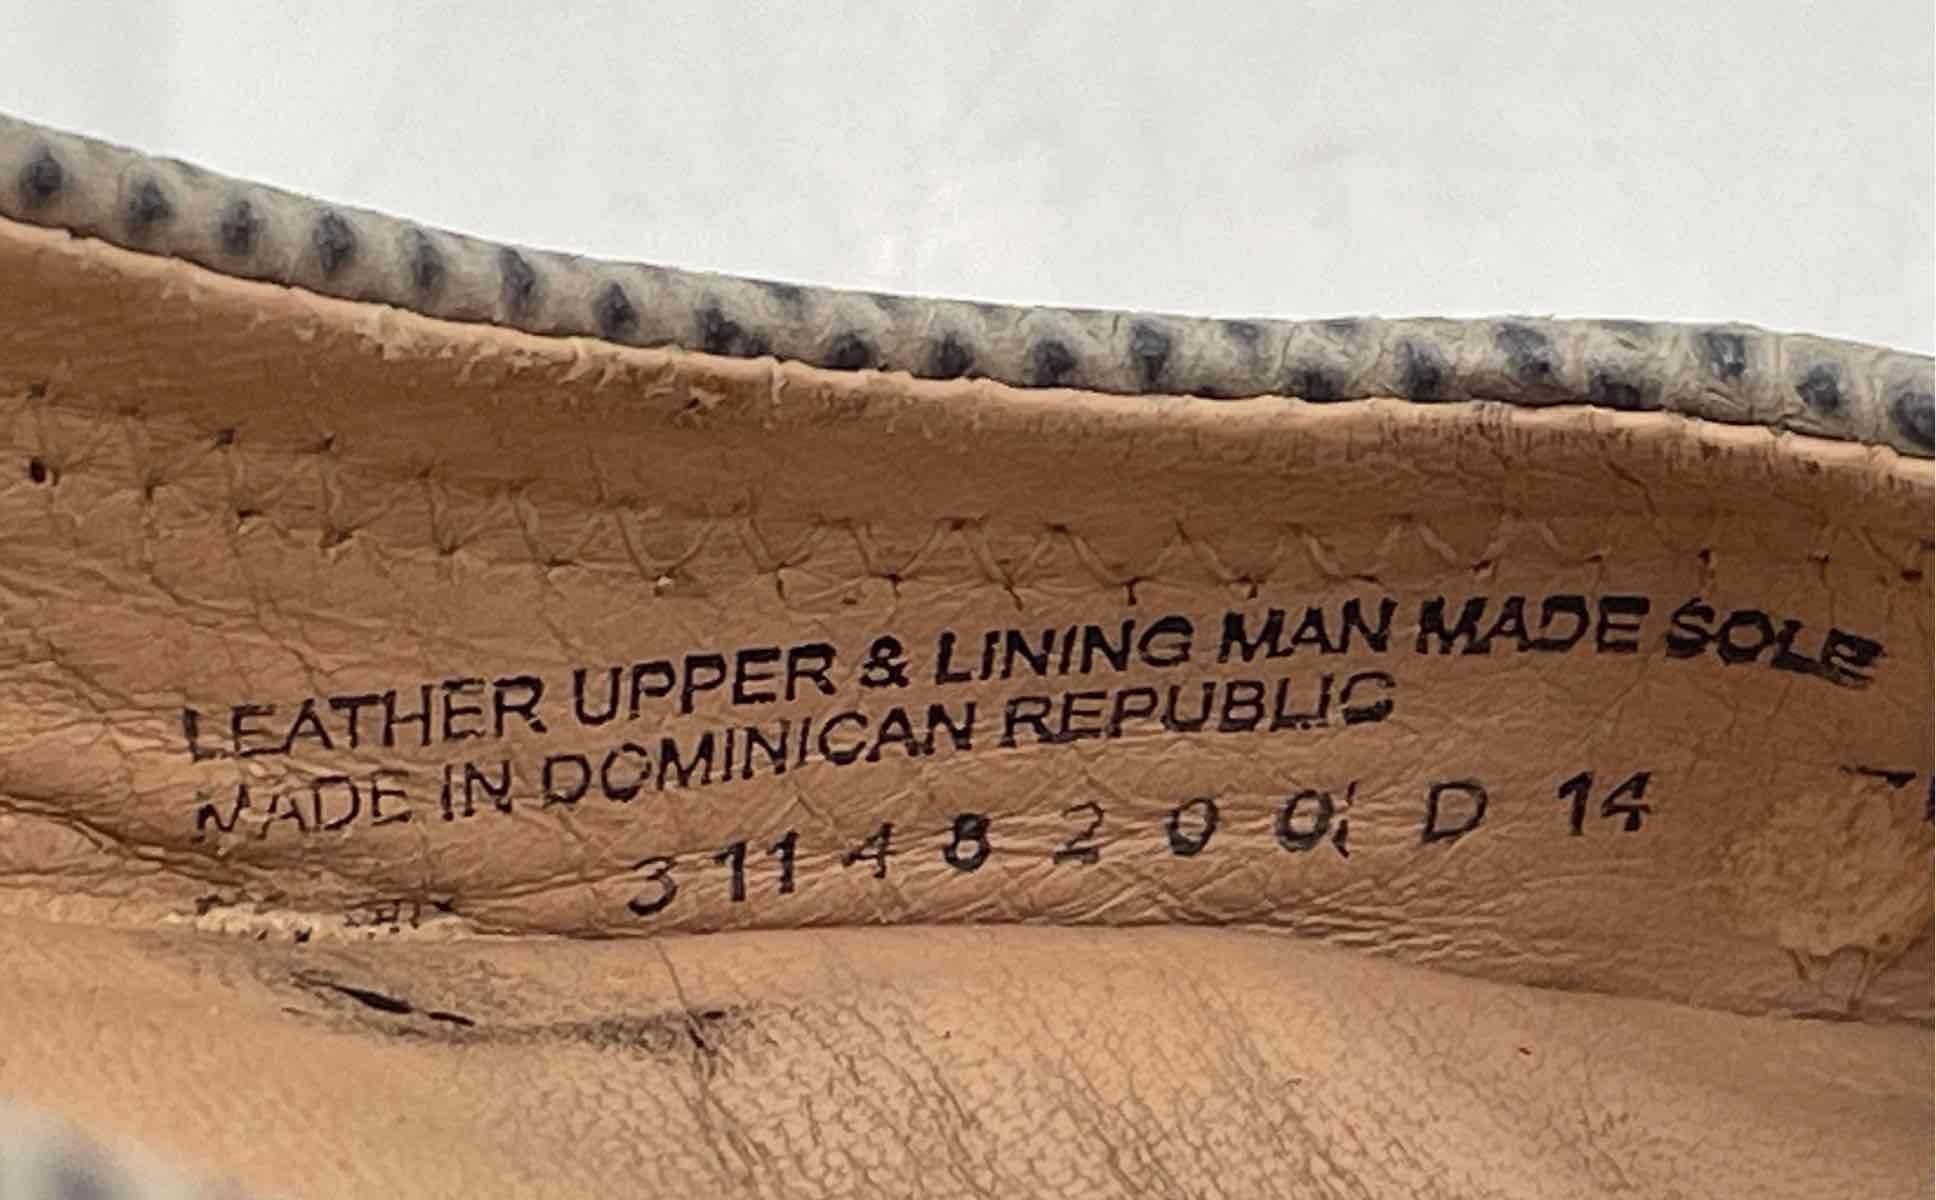 LEATHER UPPER & LINING MAN MADE SOLE
MADE IN DOMINICAN REPUBLIC
3 11 4 8 2 0 0 D 14